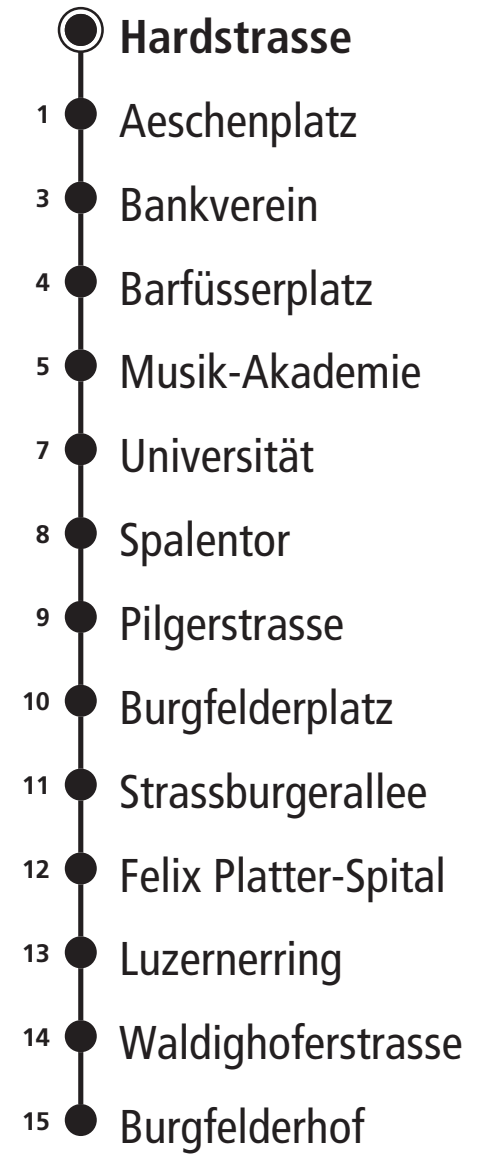 Hardstrasse
1 Aeschenplatz
3 Bankverein
4 Barfüsserplatz
5 Musik-Akademie
7 Universität
8 Spalentor
9 Pilgerstrasse
10 Burgfelderplatz
11 Strassburgerallee
12 Felix Platter-Spital
13 Luzernerring
14 Waldighoferstrasse
15 Burgfelderhof